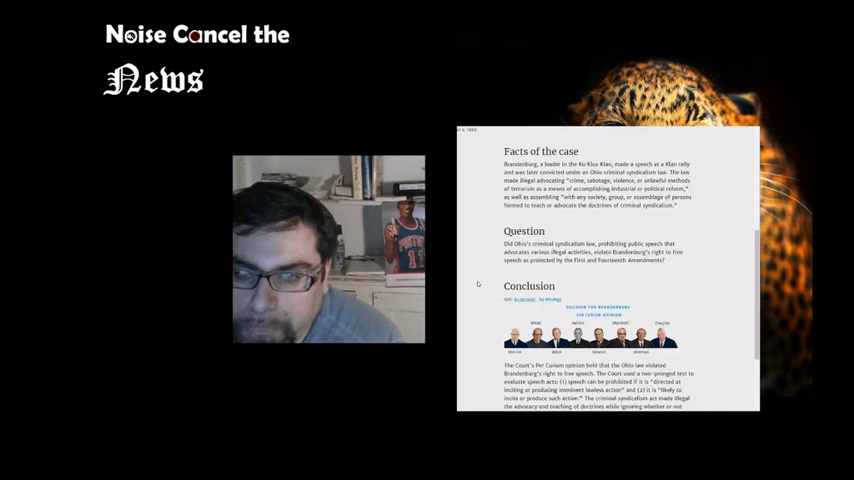 Noise Cancel the
News
Facts of the case
Brandenburg, a leader in the Ku Klux Klan, made a speech at a Klan rally
and was later convicted under an Ohio criminal syndicalism law. The law
made illegal advocating "crime, sabotage, violence, or unlawful methods
of terrorism as a means of accomplishing industrial or political reform,"
as well as assembling "with any society, group, or assemblage of persons
formed to teach or advocate the doctrines of criminal syndicalism."
Question
Did Ohio's criminal syndicalism law, prohibiting public speech that
advocates various illegal activities, violate Brandenburg's right to free
speech as protected by the First and Fourteenth Amendments?
Conclusion
Sort: by seniority by ideology
DECISION FOR BRANDENBURG
PER CURIAM OPINION
White Harlan Marshall Douglas
Warren Black Stewart Brennan
The Court's Per Curiam opinion held that the Ohio law violated
Brandenburg's right to free speech. The Court used a two-pronged test to
evaluate speech acts: (1) speech can be prohibited if it is "directed at
inciting or producing imminent lawless action" and (2) it is "likely to
incite or produce such action." The criminal syndicalism act made illegal
the advocacy and teaching of doctrines while ignoring whether or not
11